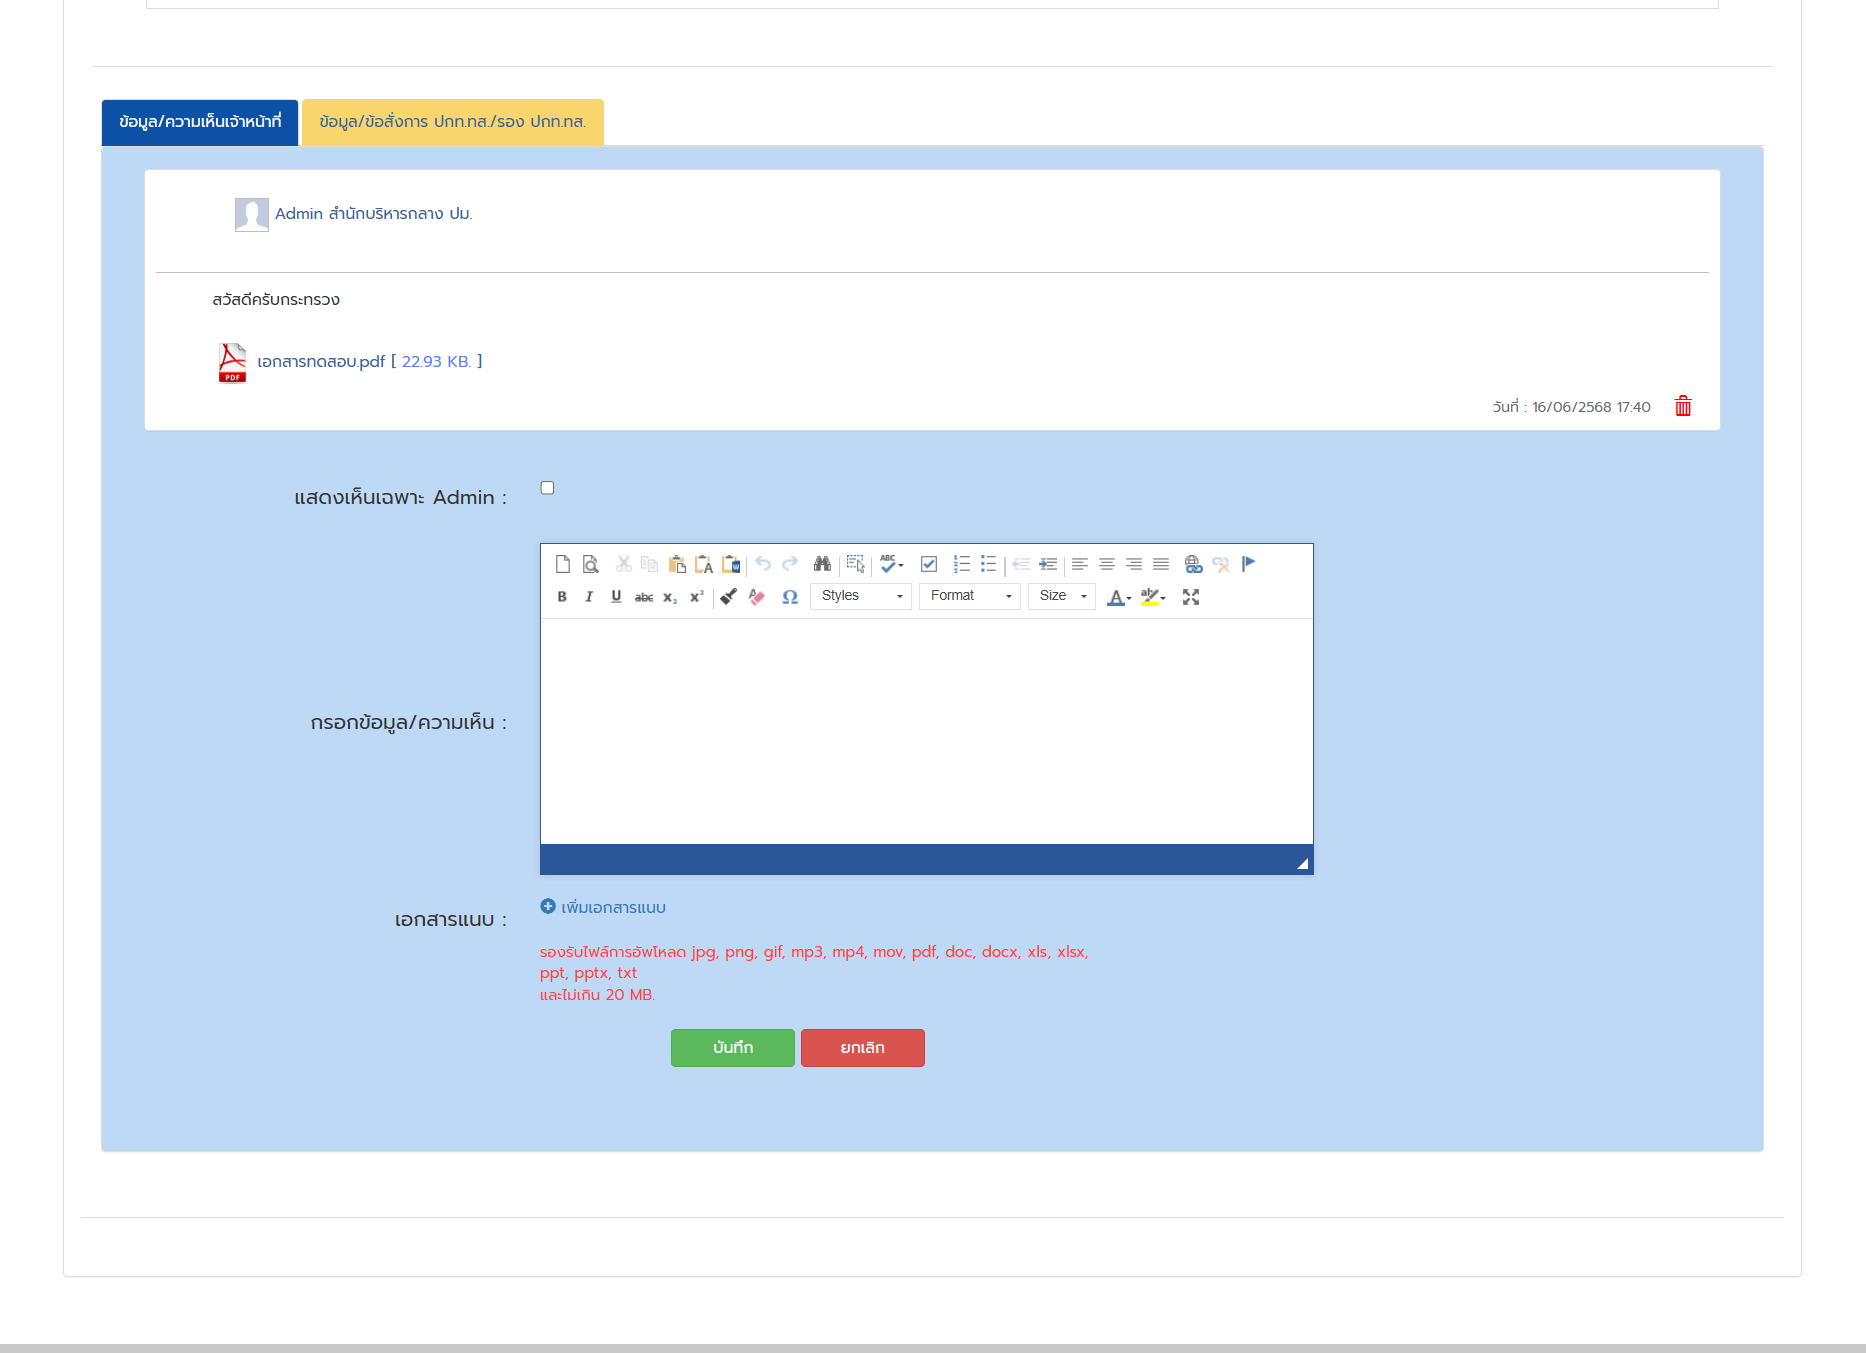 ข้อมูล/ความเห็นเจ้าหน้าที่
ข้อมูล/ข้อสั่งการ ปกท.ทส./รอง ปกท.ทส.
Admin สำนักบริหารกลาง ปม.
สวัสดีครับกระทรวง
PDF
เอกสารทดสอบ.pdf [ 22.93 KB. ]
วันที่ : 16/06/2568 17:40
แสดงเห็นเฉพาะ Admin :
Styles
Format
Size
กรอกข้อมูล/ความเห็น :
เอกสารแนบ :
เพิ่มเอกสารแนบ
รองรับไฟล์การอัพโหลด jpg, png, gif, mp3, mp4, mov, pdf, doc, docx, xls, xlsx,
ppt, pptx, txt
และไม่เกิน 20 MB.
บันทึก
ยกเลิก